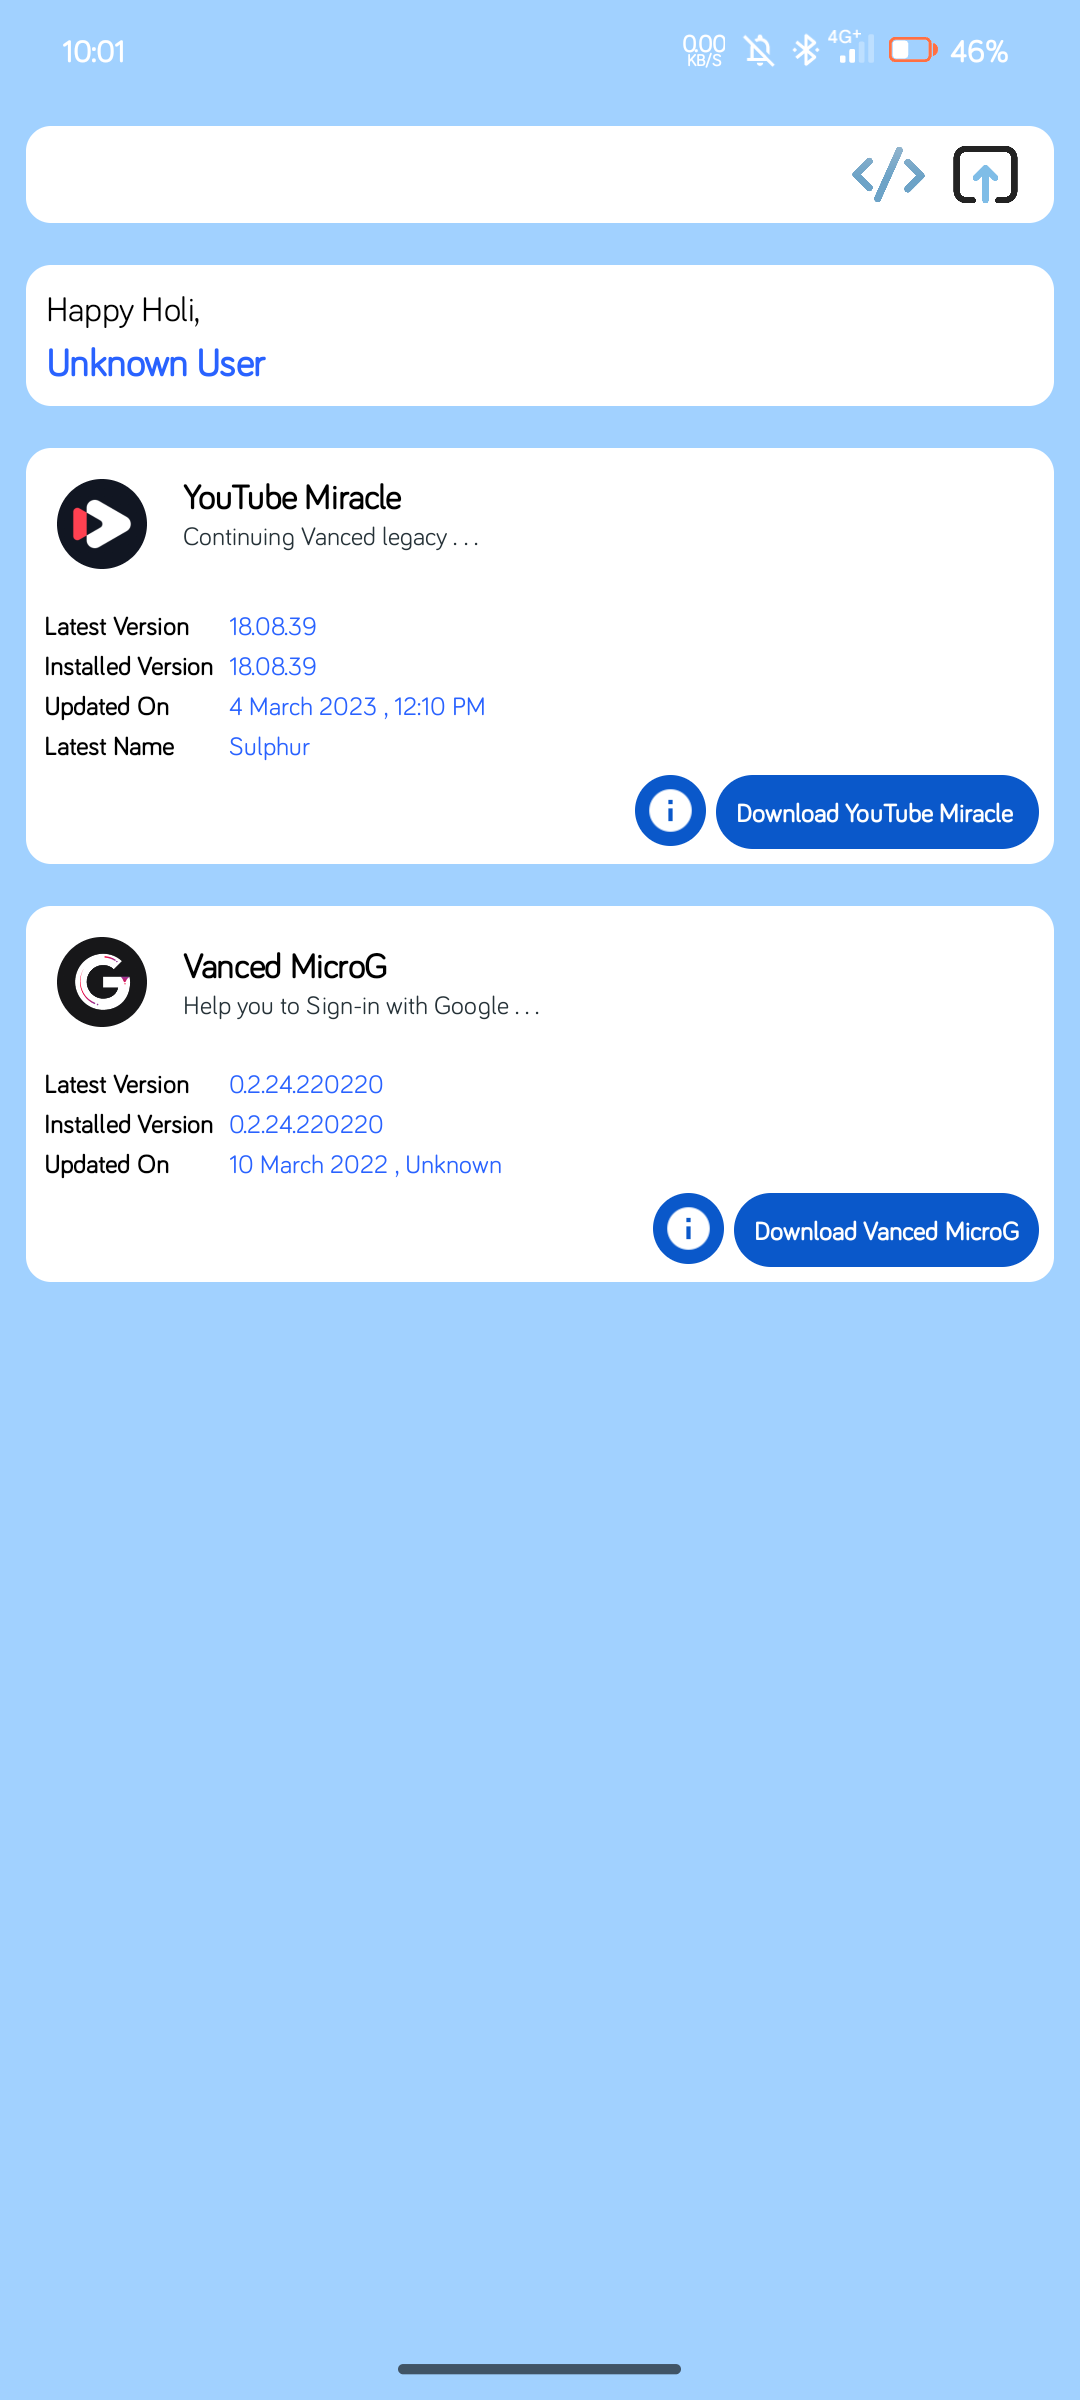 10:01
0.00
KB/S
4G+
46%
Happy Holi,
Unknown User
YouTube Miracle
Continuing Vanced legacy . . .
Latest Version 18.08.39
Installed Version 18.08.39
Updated On 4 March 2023 , 12:10 PM
Latest Name Sulphur
Download YouTube Miracle
Vanced MicroG
Help you to Sign-in with Google . . .
Latest Version 0.2.24.220220
Installed Version 0.2.24.220220
Updated On 10 March 2022 , Unknown
Download Vanced MicroG